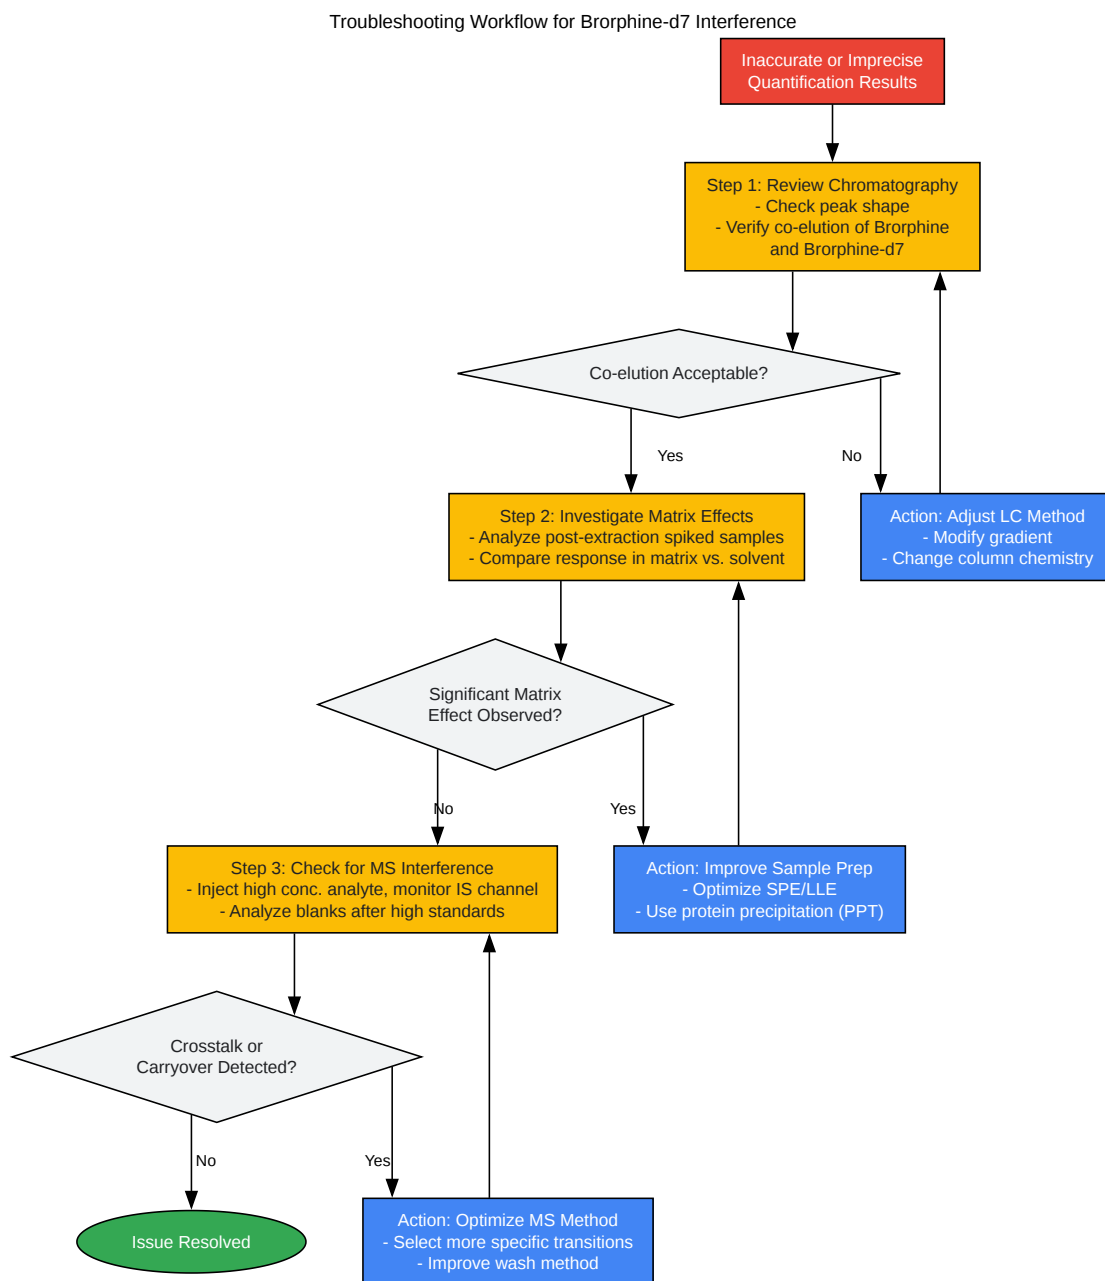 Troubleshooting Workflow for Brorphine-d7 Interference
Inaccurate or Imprecise
Quantification Results
Step 1: Review Chromatography
- Check peak shape
- Verify co-elution of Brorphine
and Brorphine-d7
Co-elution Acceptable?
Yes
No
Step 2: Investigate Matrix Effects
- Analyze post-extraction spiked samples
- Compare response in matrix vs. solvent
Action: Adjust LC Method
- Modify gradient
- Change column chemistry
Significant Matrix
Effect Observed?
No
Yes
Step 3: Check for MS Interference
- Inject high conc. analyte, monitor IS channel
- Analyze blanks after high standards
Action: Improve Sample Prep
- Optimize SPE/LLE
- Use protein precipitation (PPT)
Crosstalk or
Carryover Detected?
No
Yes
Issue Resolved
Action: Optimize MS Method
- Select more specific transitions
- Improve wash method